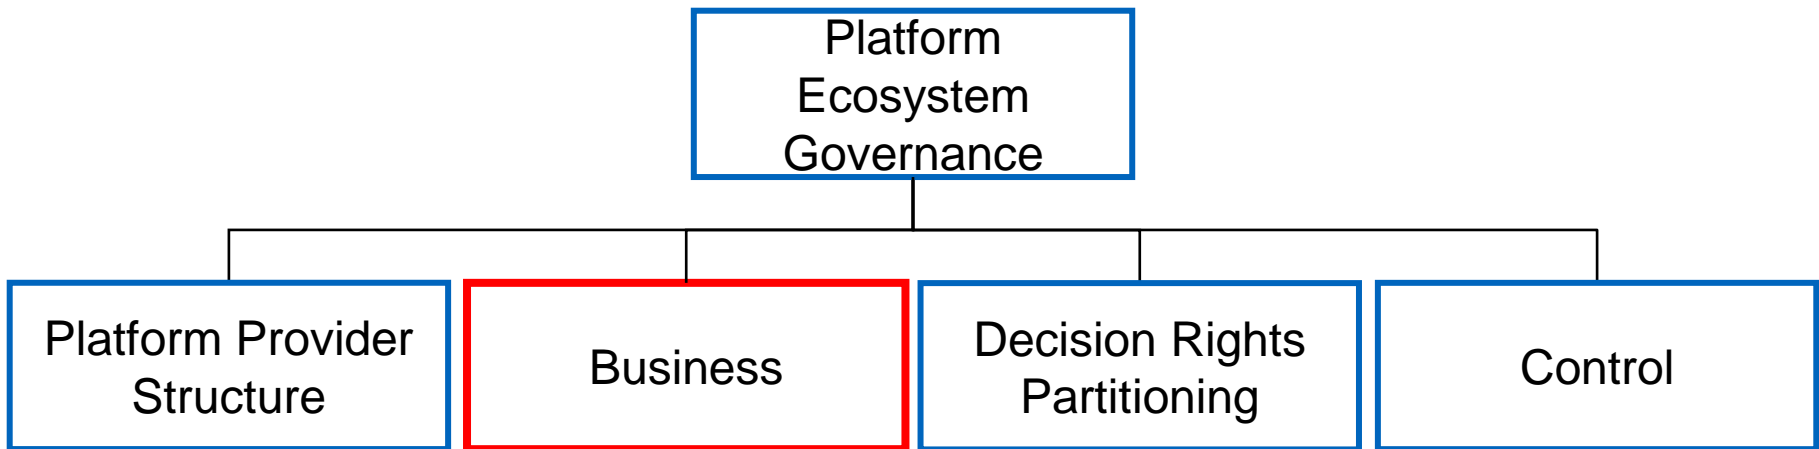 Platform
Ecosystem
Governance
Platform Provider
Structure
Business
Decision Rights
Partitioning
Control